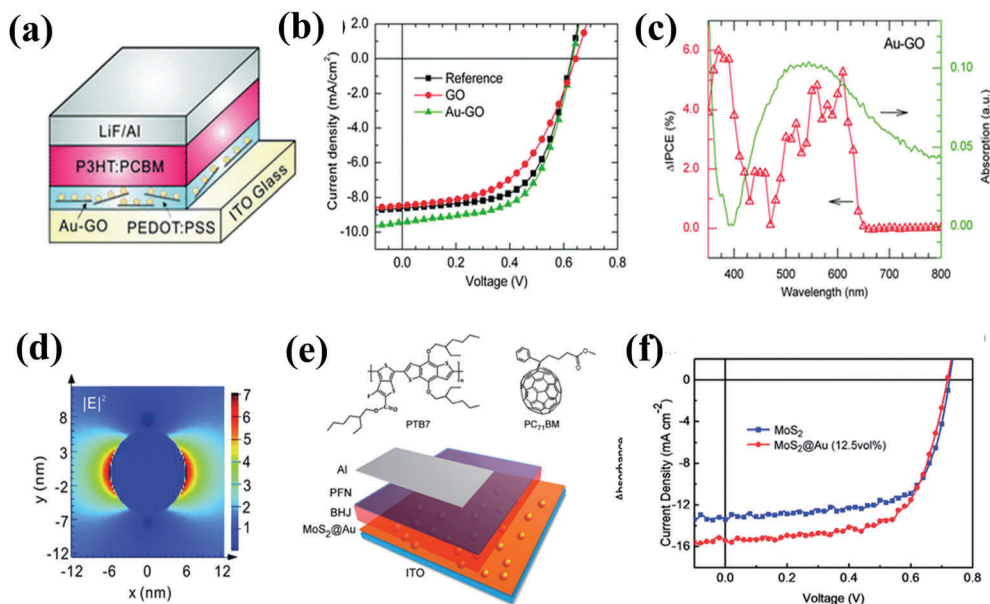 (a)
LiF/Al
P3HT:PCBM
Au-GO
PEDOT:PSS
ITO Glass
(b)
Current density (mA/cm²)
2.0
0.0
-2.0
-4.0
-6.0
-8.0
-10.0
Reference
GO
Au-GO
0.0
0.2
0.4
0.6
0.8
Voltage (V)
(c)
ΔIPCE (%)
6.0
4.0
2.0
0.0
Au-GO
0.10
0.05
0.00
Absorption (a.u.)
400
500
600
700
800
Wavelength (nm)
(d)
|E|²
y (nm)
12
8
3
-2
-7
-12
7
6
5
4
3
2
1
-12
-6
0
6
12
x (nm)
(e)
O
O
F
S
S
S
S
O
O
n
PTB7
O
O
PC₇₁BM
Al
PFN
BHJ
MoS₂@Au
ITO
(f)
Absorbance
Current Density (mA cm⁻²)
0
-4
-8
-12
-16
MoS₂
MoS₂@Au (12.5vol%)
0.0
0.2
0.4
0.6
0.8
Voltage (V)